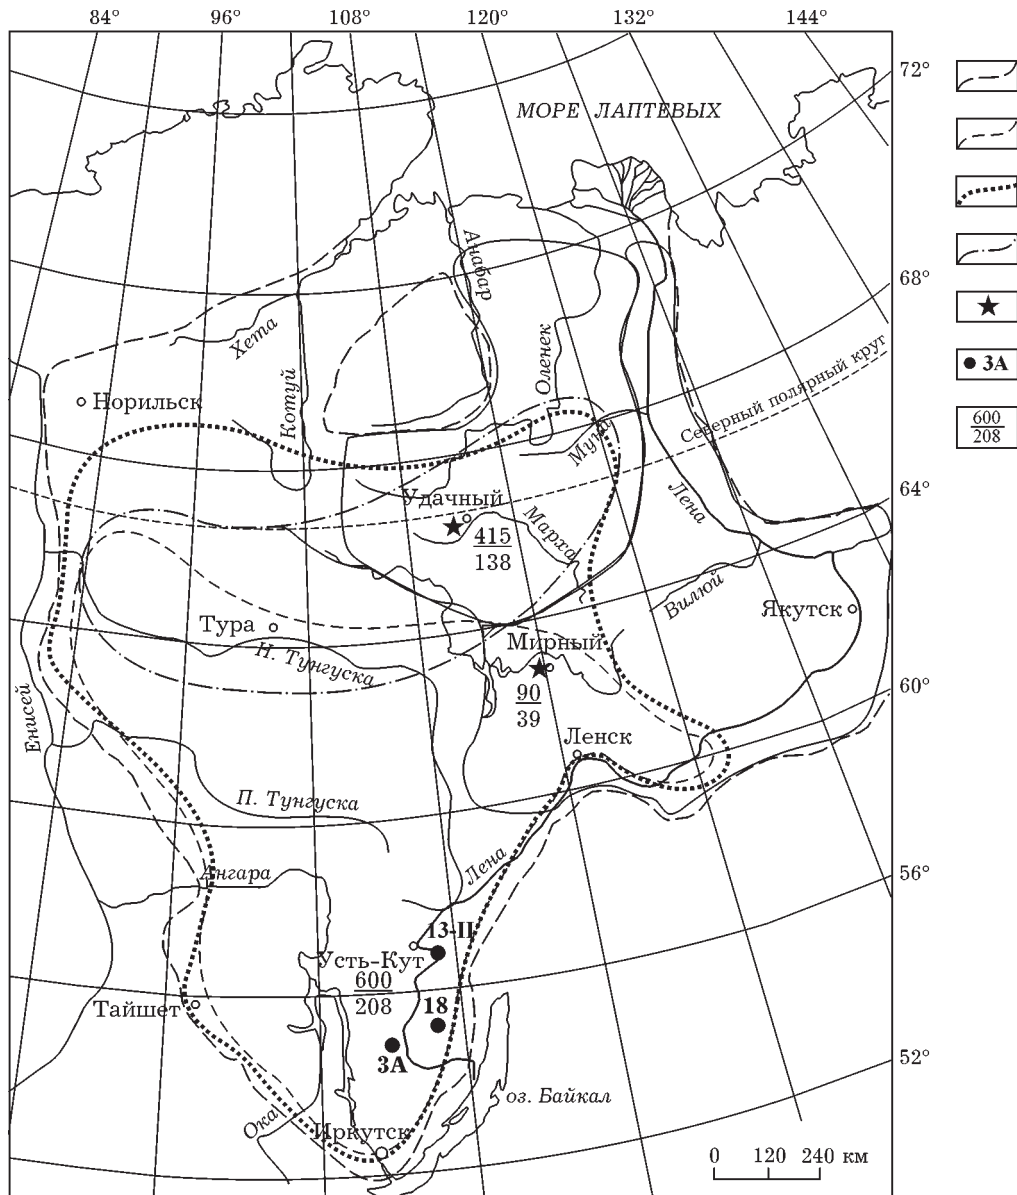 84° 96° 108° 120° 132° 144°
72°
МОРЕ ЛАПТЕВЫХ
Анабар
68°
Хета
Оленек
Котуй
Северный полярный круг
3А
Норильск
600
208
Муна
Удачный
64°
Лена
415
138
Марха
Вилюй
Якутск
Тура
Мирный
Н. Тунгуска
60°
90
39
Енисей
Ленск
П. Тунгуска
Лена
56°
Ангара
13-II
Усть-Кут
600
208
18
Тайшет
3А
52°
оз. Байкал
Ока
Иркутск
0 120 240 км